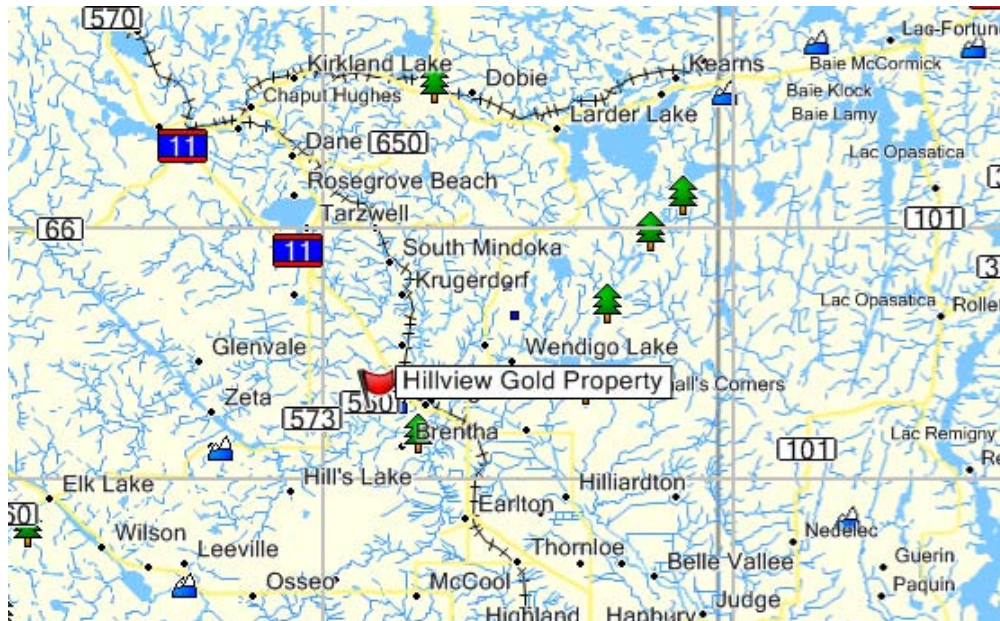 570
Lac-Fortun
Kirkland Lake
Dobie
Kearns
Baie McCormick
Chaput Hughes
Baie Klock
Larder Lake
Baie Lamy
11
Dane
650
Lac Opasatica
Rosegrove Beach
Tarzwell
101
66
11
South Mindoka
Krugerdorf
Lac Opasatica
Glenvale
Wendigo Lake
Hillview Gold Property
all's Corners
Zeta
573
Brentha
Lac Remigny
101
Hill's Lake
Hilliardton
Elk Lake
Earlton
Wilson
Nedelec
Leeville
Thornloe
Belle Vallee
Guerin
Osseo
McCool
Paquin
Judge
Highland
Hanbury